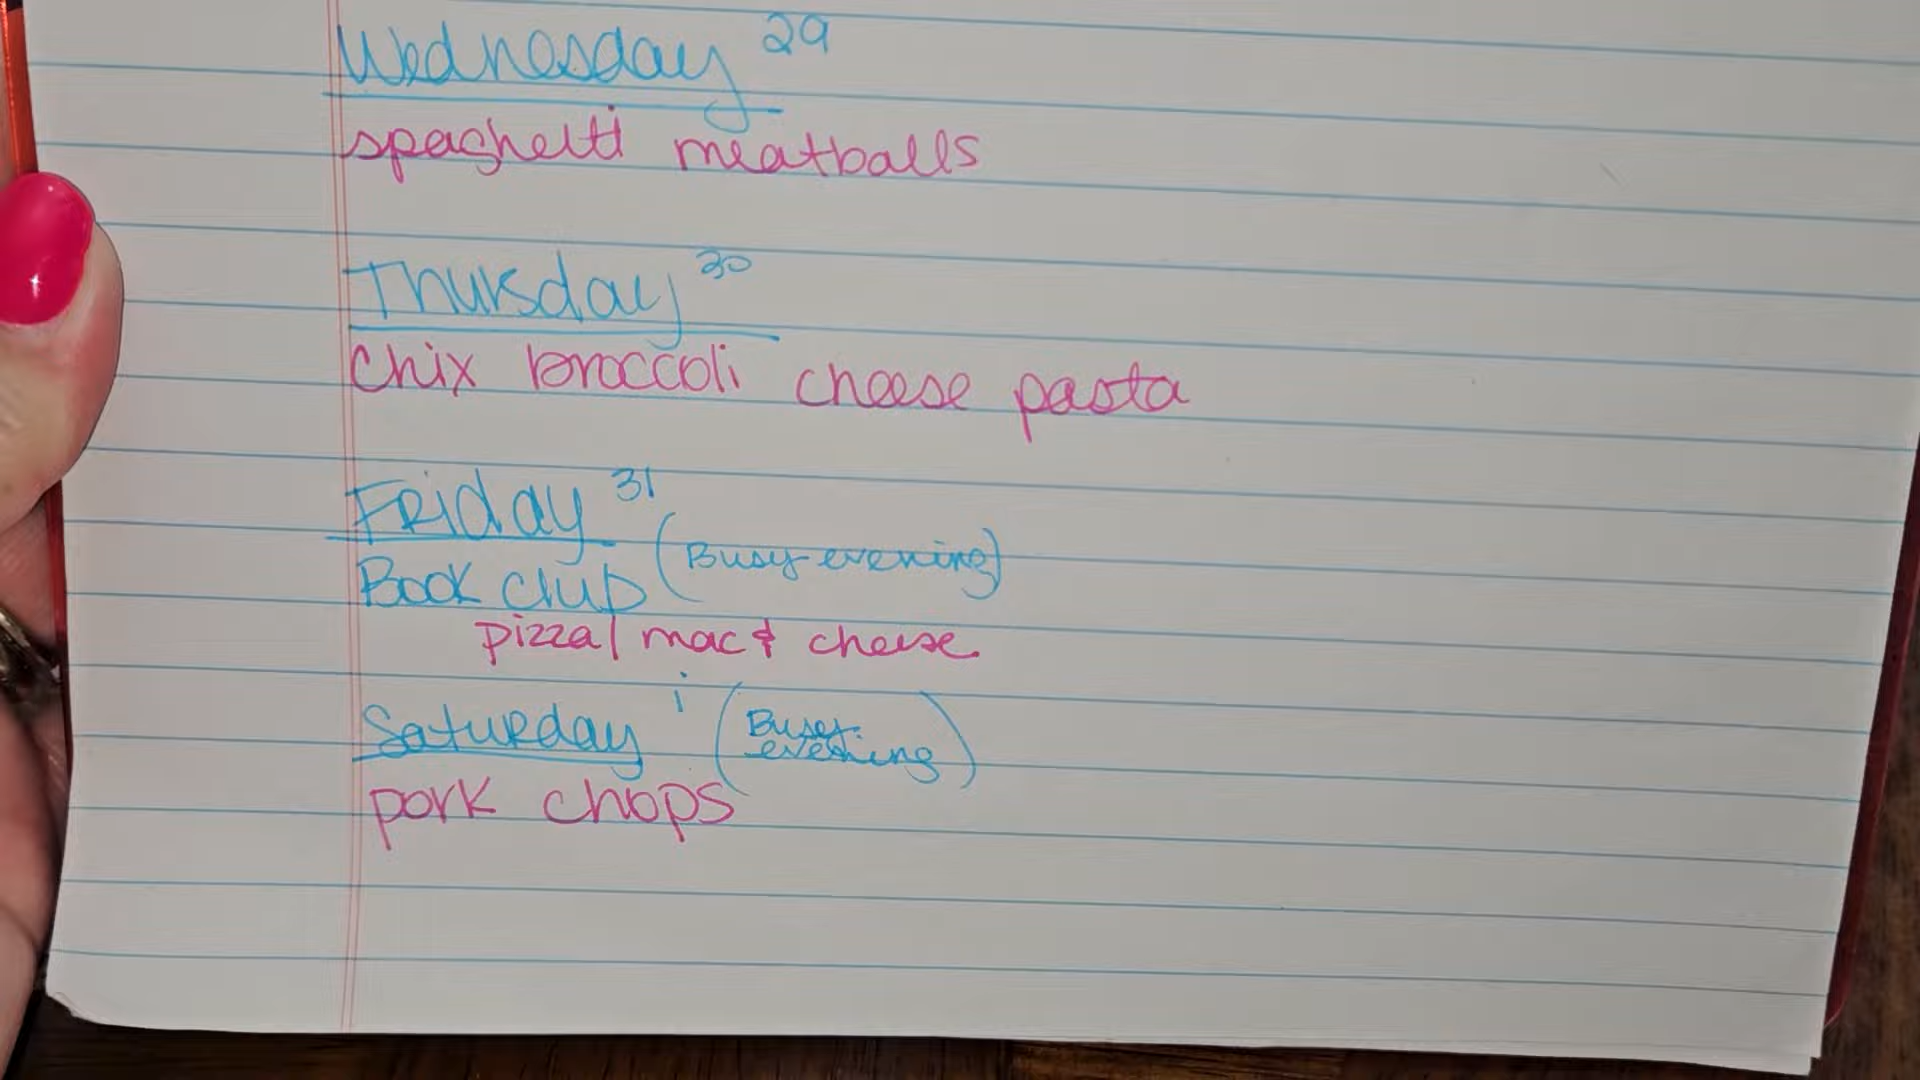 Wednesday 29
spaghetti meatballs
Thursday 30
Chix broccoli cheese pasta
Friday 31
(Busy evening)
Book club
pizza/ mac & cheese
Saturday 1 (Busy evening)
pork chops